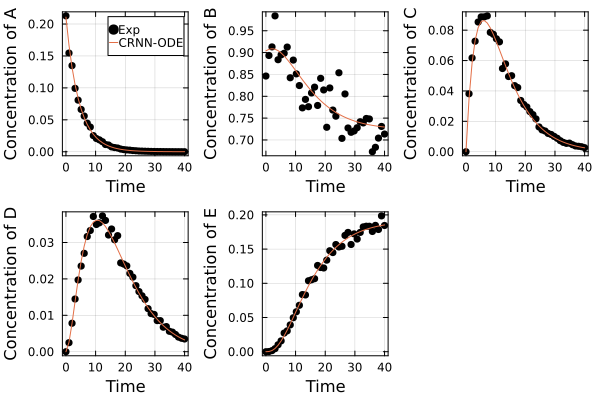 Concentration of A
0.20
0.15
0.10
0.05
0.00
Exp
CRNN-ODE
0 10 20 30 40
Time
Concentration of B
0.95
0.90
0.85
0.80
0.75
0.70
0 10 20 30 40
Time
Concentration of C
0.08
0.06
0.04
0.02
0.00
0 10 20 30 40
Time
Concentration of D
0.03
0.02
0.01
0.00
0 10 20 30 40
Time
Concentration of E
0.20
0.15
0.10
0.05
0.00
0 10 20 30 40
Time